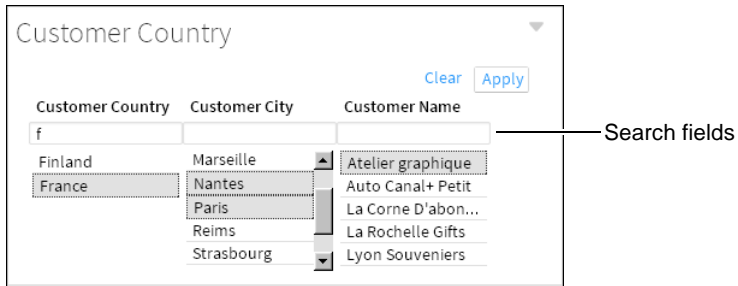 Customer Country
Clear Apply
Customer Country Customer City Customer Name
f
Search fields
Finland Marseille Atelier graphique
France Nantes Auto Canal+ Petit
Paris La Corne D'abon...
Reims La Rochelle Gifts
Strasbourg Lyon Souveniers